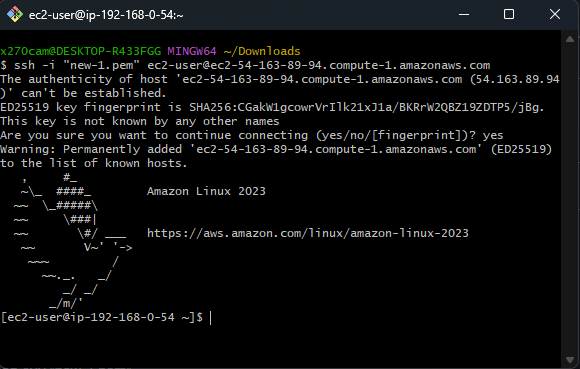 ec2-user@ip-192-168-0-54:~
x270cam@DESKTOP-R433FGG MINGW64 ~/Downloads
$ ssh -i "new-1.pem" ec2-user@ec2-54-163-89-94.compute-1.amazonaws.com
The authenticity of host 'ec2-54-163-89-94.compute-1.amazonaws.com (54.163.89.94
)' can't be established.
ED25519 key fingerprint is SHA256:CGakW1gcowrVrIlk21xJ1a/BKRrW2QBZ19ZDTP5/jBg.
This key is not known by any other names
Are you sure you want to continue connecting (yes/no/[fingerprint])? yes
Warning: Permanently added 'ec2-54-163-89-94.compute-1.amazonaws.com' (ED25519)
to the list of known hosts.
   ,     #_
   ~\_  ####_        Amazon Linux 2023
  ~~  \_#####\
  ~~     \###|
  ~~       \#/ ___   https://aws.amazon.com/linux/amazon-linux-2023
   ~~       V~' '->
    ~~~         /
      ~~._.   _/
         _/ _/
       _/m/'
[ec2-user@ip-192-168-0-54 ~]$